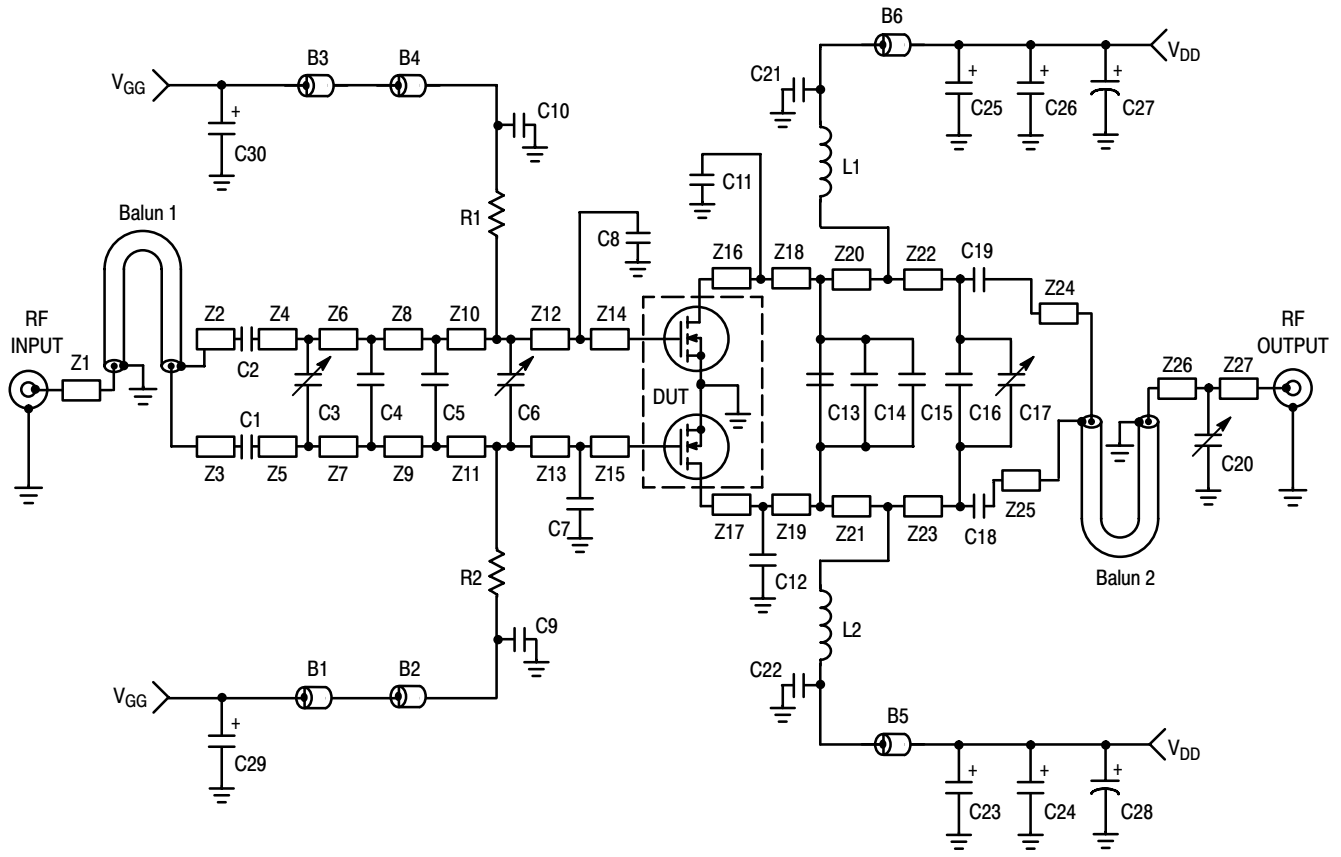 B6
B3 B4
V_GG
V_DD
C21
C10
+
+
+
+
C25 C26 C27
C30
L1
C11
Balun 1
R1
C8
Z16 Z18 Z20 Z22 C19
Z24
RF
INPUT
Z2 Z4 Z6 Z8 Z10 Z12 Z14
RF
OUTPUT
Z1
C2
Z26 Z27
DUT
C3 C4 C5 C6
C13 C14 C15 C16 C17
C1
C20
Z3 Z5 Z7 Z9 Z11 Z13 Z15
Z25
C7
Z17 Z19 Z21 Z23 C18
C12
Balun 2
R2
L2
C9
C22
B1 B2
V_GG
B5
V_DD
+
+
+
+
C29
C23 C24 C28